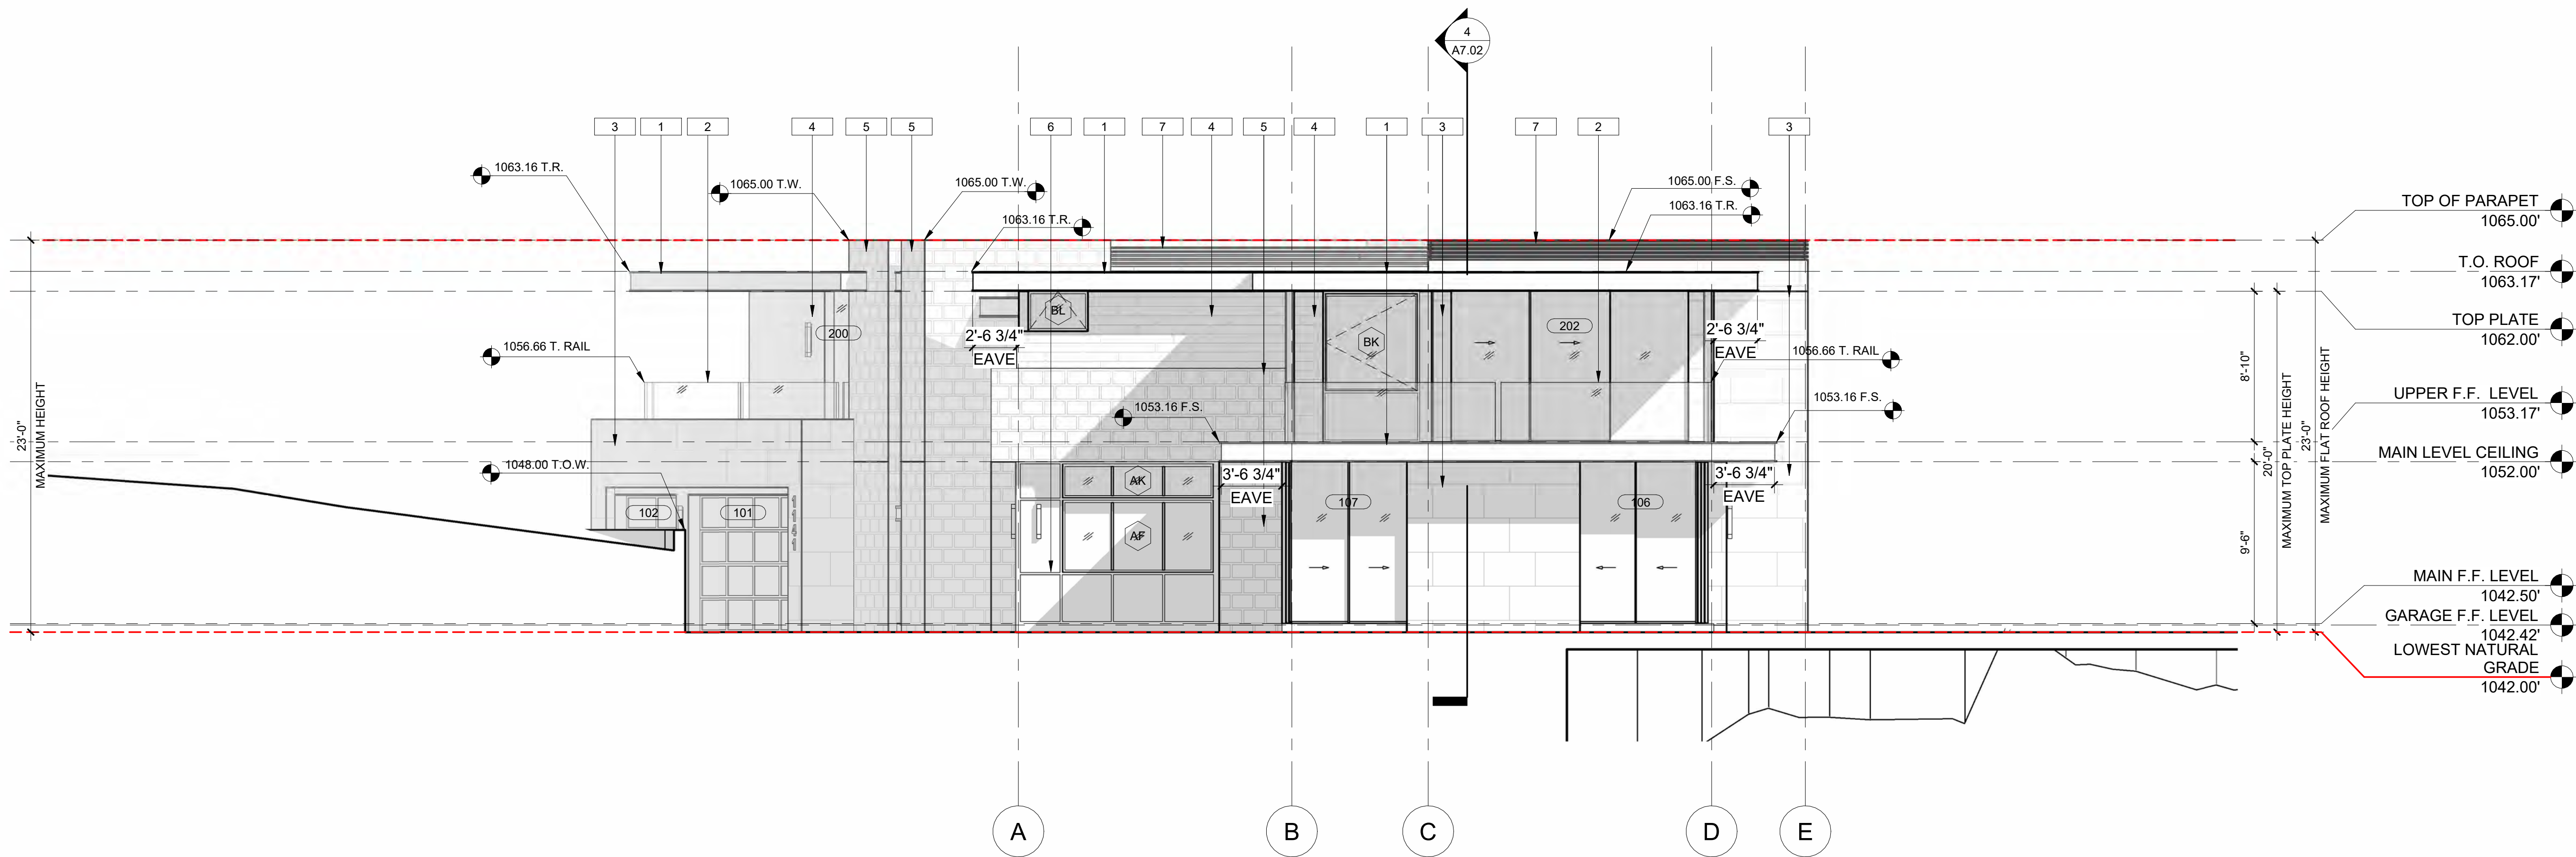 4
A7.02
3 1 2 4 5 5 6 1 7 4 5 4 1 3 7 2 3
1063.16 T.R.
1065.00 T.W.
1065.00 T.W.
1063.16 T.R.
1065.00 F.S.
1063.16 T.R.
TOP OF PARAPET
1065.00'
T.O. ROOF
1063.17'
TOP PLATE
1062.00'
UPPER F.F. LEVEL
1053.17'
MAIN LEVEL CEILING
1052.00'
MAIN F.F. LEVEL
1042.50'
GARAGE F.F. LEVEL
1042.42'
LOWEST NATURAL
GRADE
1042.00'
BL
200
2'-6 3/4"
EAVE
BK
202
2'-6 3/4"
EAVE
1056.66 T. RAIL
1056.66 T. RAIL
1053.16 F.S.
1053.16 F.S.
1048.00 T.O.W.
AK
3'-6 3/4"
EAVE
3'-6 3/4"
EAVE
102
101
AF
107
106
23'-0"
MAXIMUM HEIGHT
8'-10"
9'-6"
20'-0"
MAXIMUM TOP PLATE HEIGHT
23'-0"
MAXIMUM FLAT ROOF HEIGHT
A
B
C
D
E